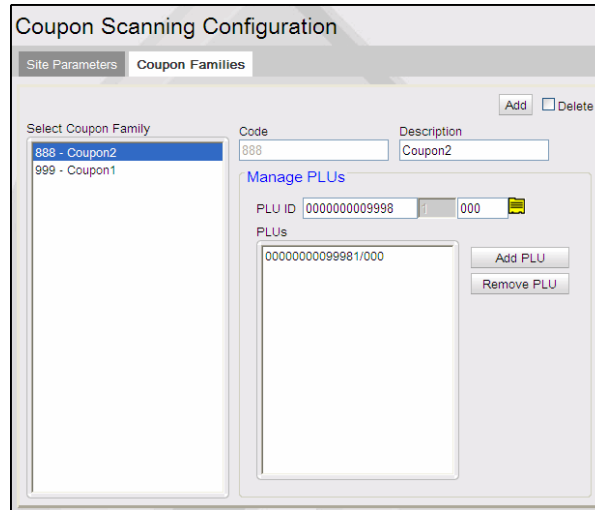 Coupon Scanning Configuration
Site Parameters Coupon Families
Add Delete
Select Coupon Family
888 - Coupon2
999 - Coupon1
Code Description
888 Coupon2
Manage PLUs
PLU ID 0000000009998 1 000
PLUs
00000000099981/000
Add PLU
Remove PLU